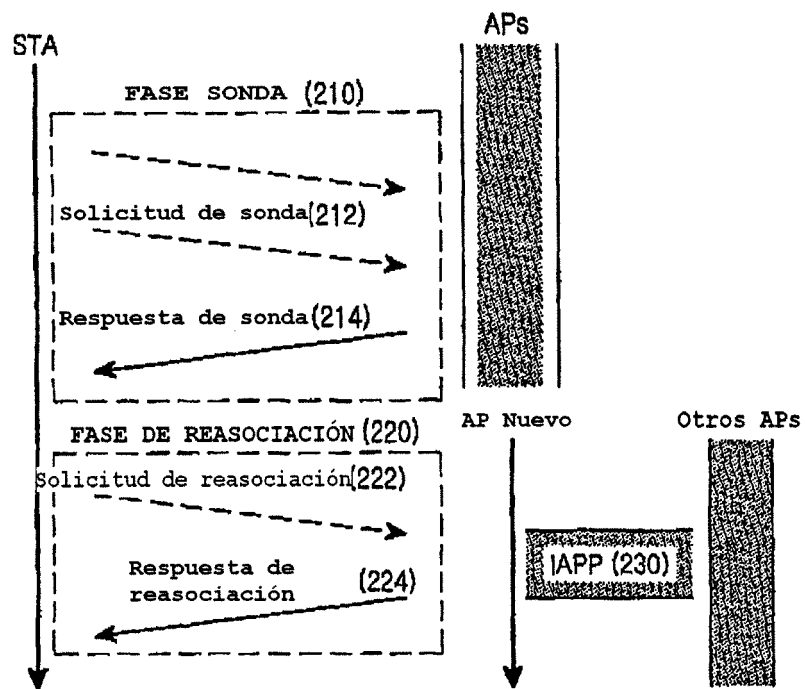 APs
STA
FASE SONDA (210)
Solicitud de sonda(212)
Respuesta de sonda(214)
FASE DE REASOCIACIÓN (220)
AP Nuevo
Otros APs
Solicitud de reasociación(222)
IAPP (230)
Respuesta de
reasociación
(224)